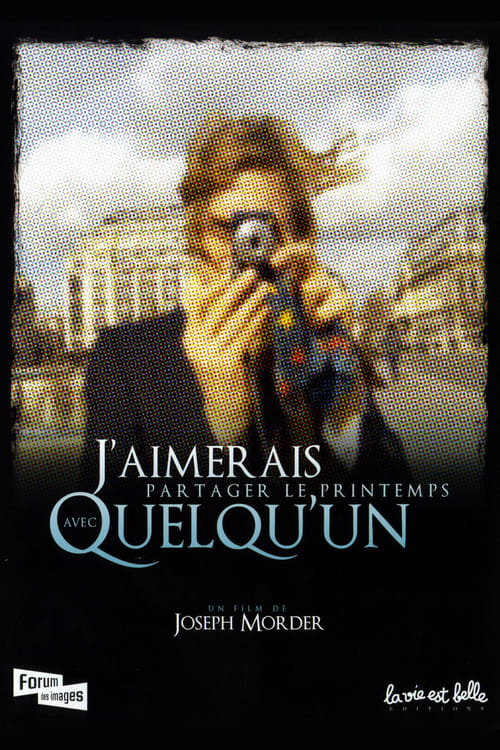 J'AIMERAIS
PARTAGER LE PRINTEMPS
AVEC QUELQU'UN
UN FILM DE
JOSEPH MORDER
Forum
des images
la vie est belle
EDITIONS